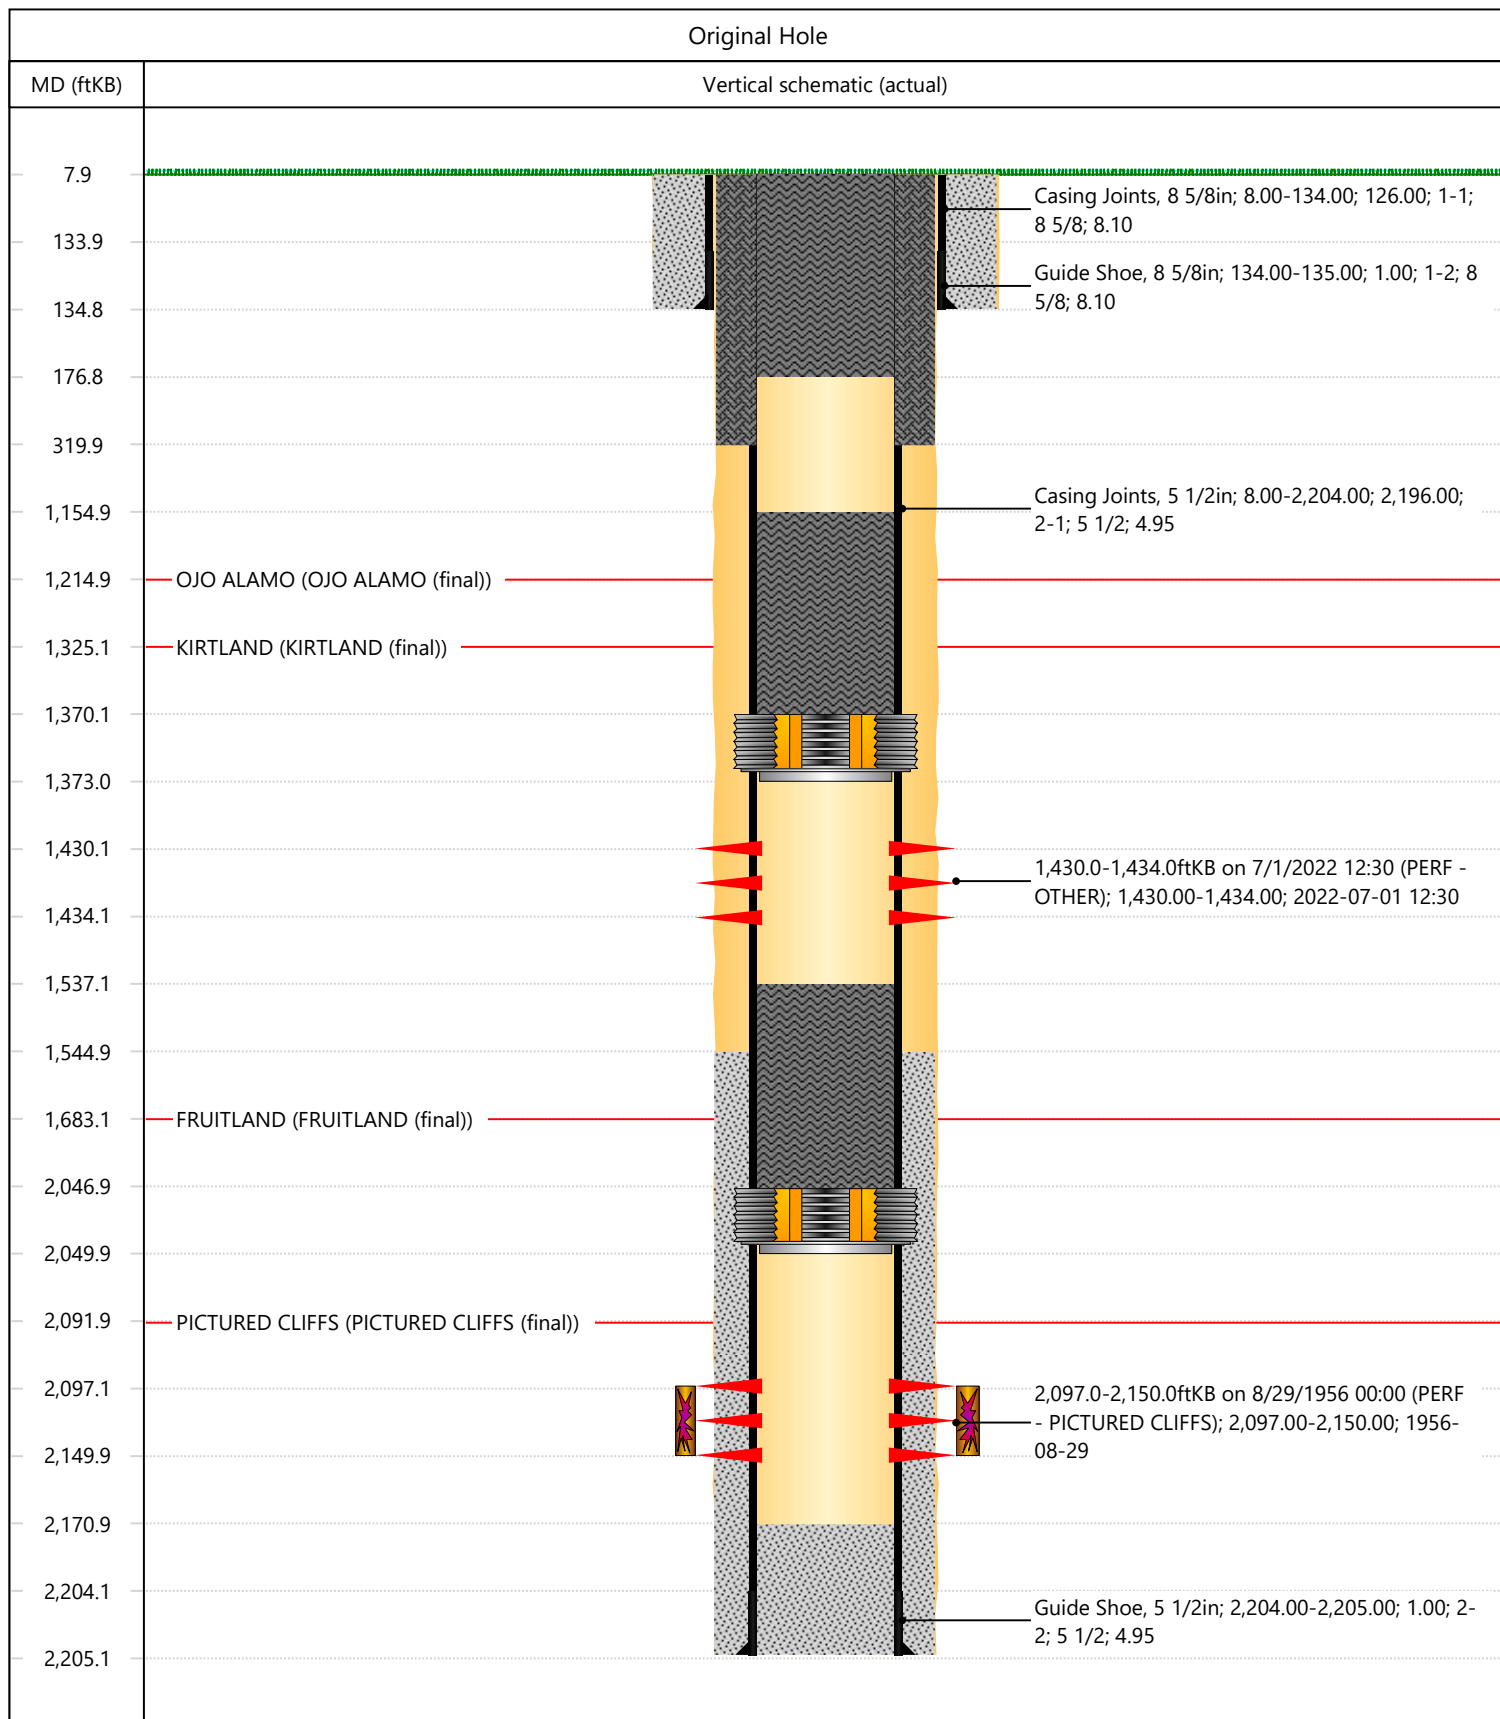 Original Hole
MD (ftKB)
Vertical schematic (actual)
7.9
Casing Joints, 8 5/8in; 8.00-134.00; 126.00; 1-1;
8 5/8; 8.10
133.9
Guide Shoe, 8 5/8in; 134.00-135.00; 1.00; 1-2; 8
5/8; 8.10
134.8
176.8
319.9
Casing Joints, 5 1/2in; 8.00-2,204.00; 2,196.00;
2-1; 5 1/2; 4.95
1,154.9
1,214.9
OJO ALAMO (OJO ALAMO (final))
1,325.1
KIRTLAND (KIRTLAND (final))
1,370.1
1,373.0
1,430.1
1,430.0-1,434.0ftKB on 7/1/2022 12:30 (PERF -
OTHER); 1,430.00-1,434.00; 2022-07-01 12:30
1,434.1
1,537.1
1,544.9
1,683.1
FRUITLAND (FRUITLAND (final))
2,046.9
2,049.9
2,091.9
PICTURED CLIFFS (PICTURED CLIFFS (final))
2,097.1
2,097.0-2,150.0ftKB on 8/29/1956 00:00 (PERF
- PICTURED CLIFFS); 2,097.00-2,150.00; 1956-
08-29
2,149.9
2,170.9
2,204.1
Guide Shoe, 5 1/2in; 2,204.00-2,205.00; 1.00; 2-
2; 5 1/2; 4.95
2,205.1